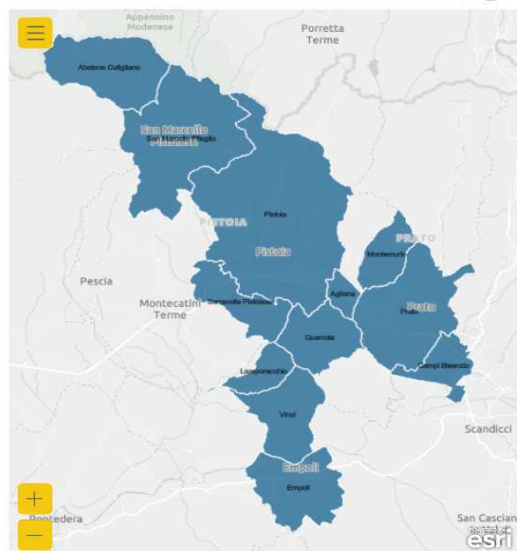 Appennino
Modenese
Porretta
Terme
Abetone Cutigliano
San Marcello
San Marcello Piteglio
PISTOIA
Pistoia
Pistoia
PRATO
Montemurlo
Pescia
Agliana
Montecatini
Terme
Serravalle Pistoiese
Prato
Prato
Quarrata
Campi Bisenzio
Lamporecchio
Vinci
Scandicci
Empoli
Empoli
Pontedera
San Cascian
esri